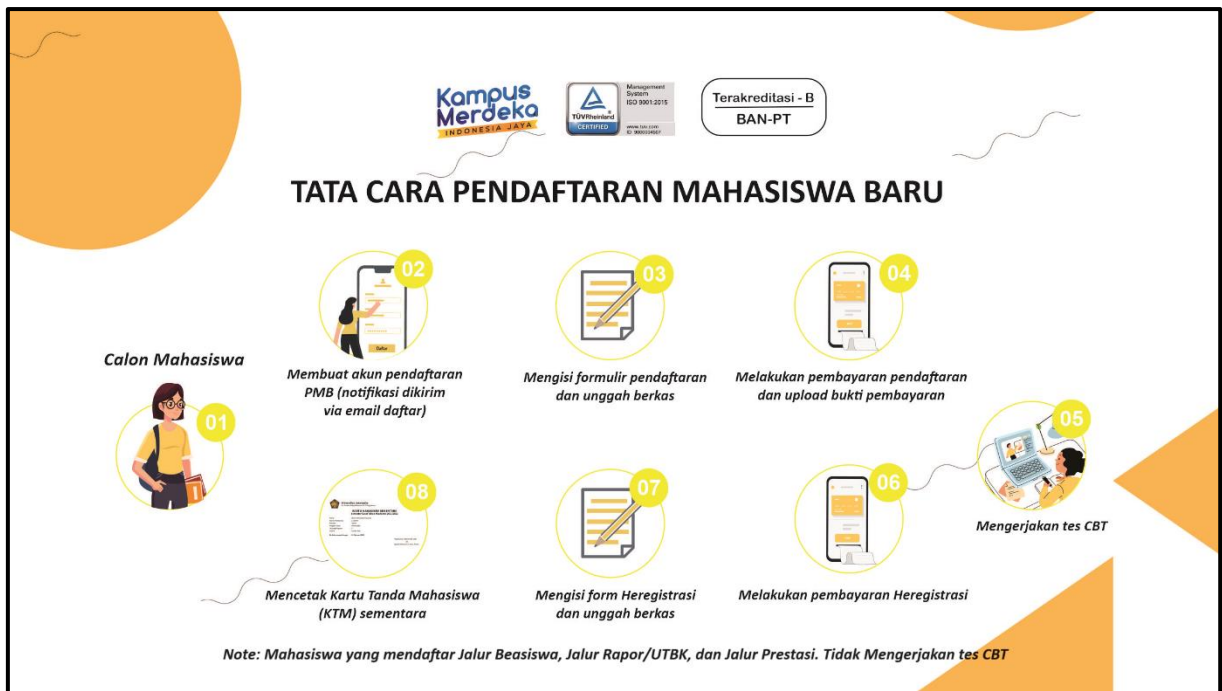 Kampus
Merdeka
INDONESIA JAYA
TÜVRheinland
CERTIFIED
Management
System
ISO 9001:2015
www.tuv.com
Terakreditasi - B
BAN-PT
TATA CARA PENDAFTARAN MAHASISWA BARU
Calon Mahasiswa
01
02
Daftar
Membuat akun pendaftaran
PMB (notifikasi dikirim
via email daftar)
03
Mengisi formulir pendaftaran
dan unggah berkas
04
Melakukan pembayaran pendaftaran
dan upload bukti pembayaran
05
Mengerjakan tes CBT
06
Melakukan pembayaran Heregistrasi
07
Mengisi form Heregistrasi
dan unggah berkas
08
Mencetak Kartu Tanda Mahasiswa
(KTM) sementara
Note: Mahasiswa yang mendaftar Jalur Beasiswa, Jalur Rapor/UTBK, dan Jalur Prestasi. Tidak Mengerjakan tes CBT